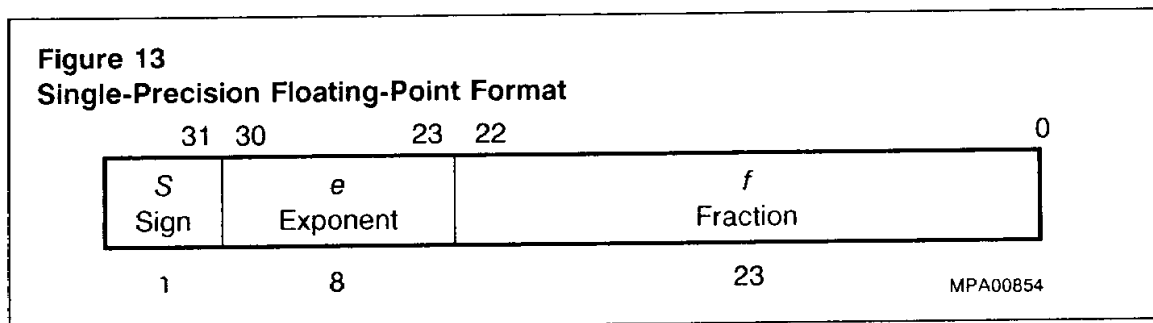 Figure 13
Single-Precision Floating-Point Format
31 30 23 22 0
S e f
Sign Exponent Fraction
1 8 23 MPA00854